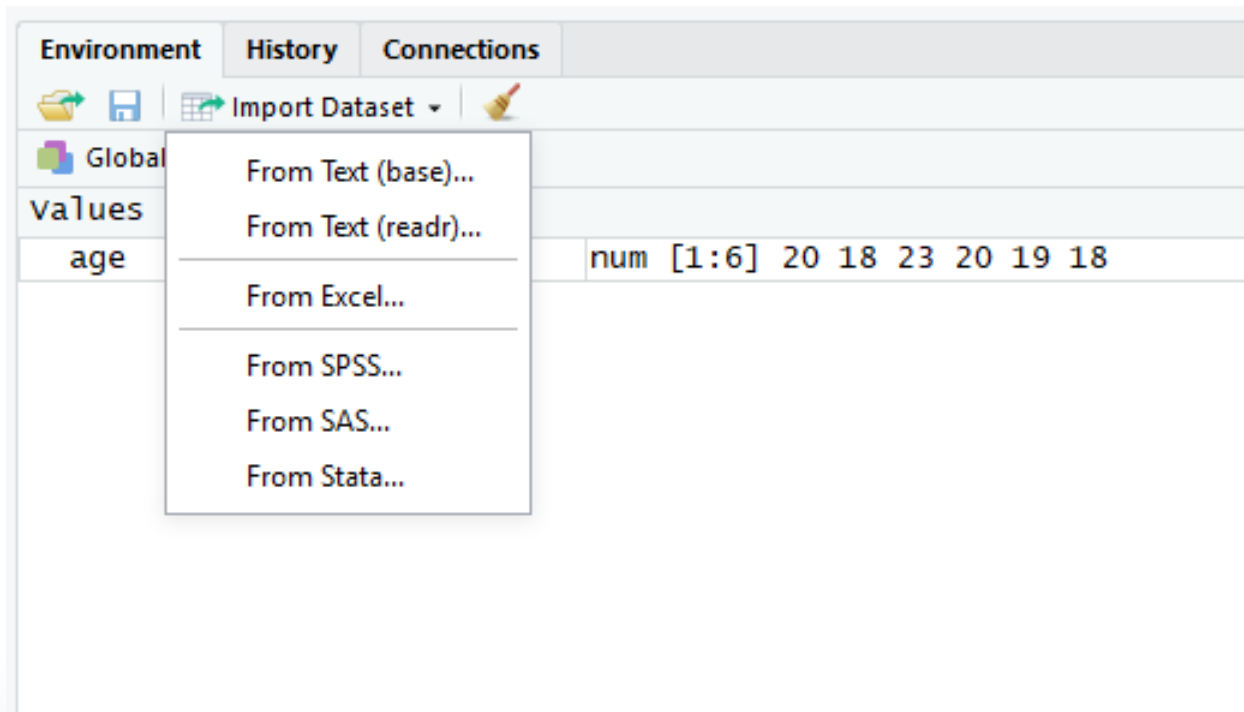 Environment History Connections
Import Dataset
Global
Values
age num [1:6] 20 18 23 20 19 18
From Text (base)...
From Text (readr)...
From Excel...
From SPSS...
From SAS...
From Stata...